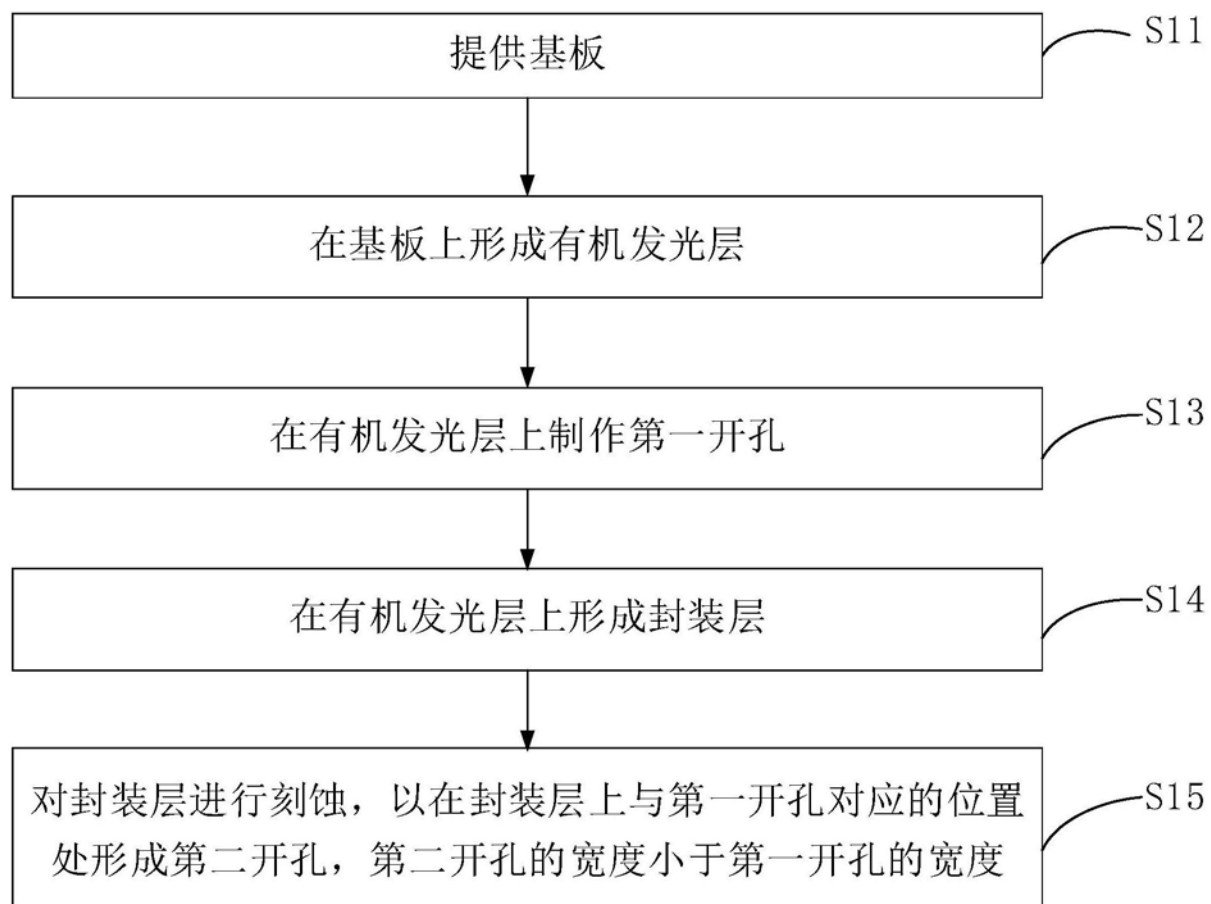 提供基板
S11
在基板上形成有机发光层
S12
在有机发光层上制作第一开孔
S13
在有机发光层上形成封装层
S14
对封装层进行刻蚀，以在封装层上与第一开孔对应的位置
处形成第二开孔，第二开孔的宽度小于第一开孔的宽度
S15